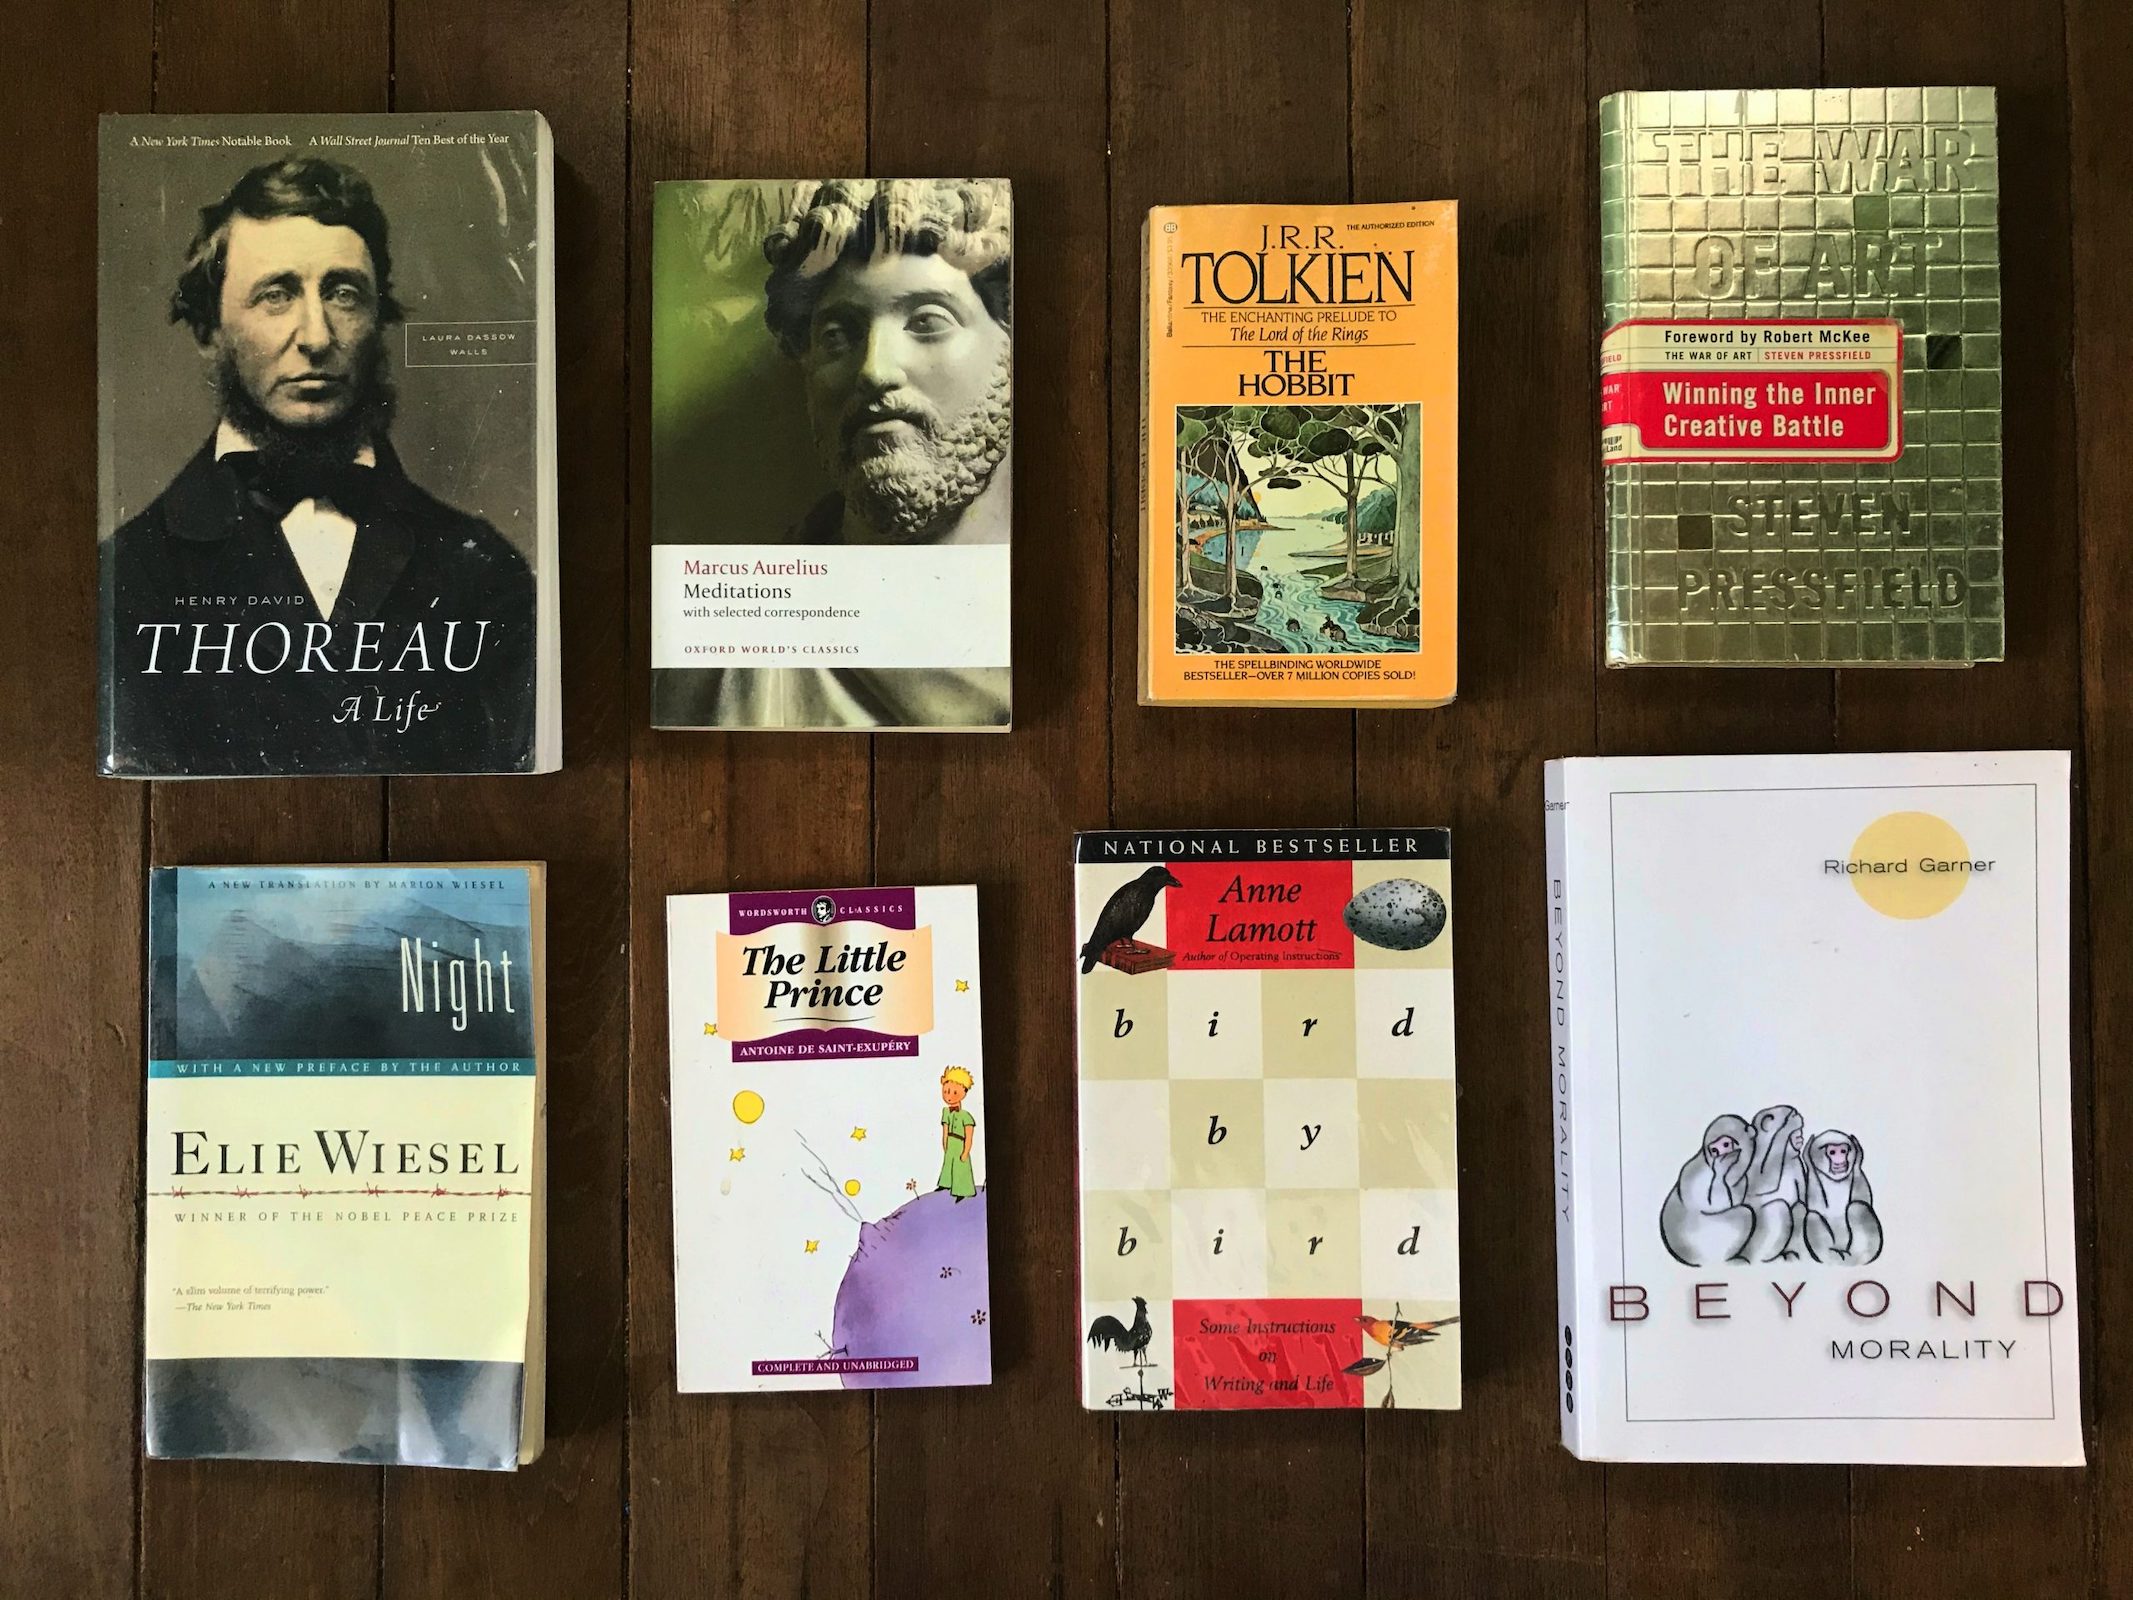 A New York Times Notable Book A Wall Street Journal Ten Best of the Year
LAURA DASSOW
WALLS
HENRY DAVID
THOREAU
A Life
Marcus Aurelius
Meditations
with selected correspondence
OXFORD WORLD'S CLASSICS
BB
THE AUTHORIZED EDITION
J.R.R.
TOLKIEN
THE ENCHANTING PRELUDE TO
The Lord of the Rings
THE
HOBBIT
THE SPELLBINDING WORLDWIDE
BESTSELLER—OVER 7 MILLION COPIES SOLD!
THE WAR
OF ART
Foreword by Robert McKee
THE WAR OF ART STEVEN PRESSFIELD
Winning the Inner
Creative Battle
STEVEN
PRESSFIELD
A NEW TRANSLATION BY MARION WIESEL
Night
WITH A NEW PREFACE BY THE AUTHOR
ELIE WIESEL
WINNER OF THE NOBEL PEACE PRIZE
"A slim volume of terrifying power."
—The New York Times
WORDSWORTH CLASSICS
The Little
Prince
ANTOINE DE SAINT-EXUPÉRY
COMPLETE AND UNABRIDGED
NATIONAL BESTSELLER
Anne
Lamott
Author of Operating Instructions
b i r d
b y
b i r d
Some Instructions
on
Writing and Life
Garner
BEYOND MORALITY
Richard Garner
BEYOND
MORALITY